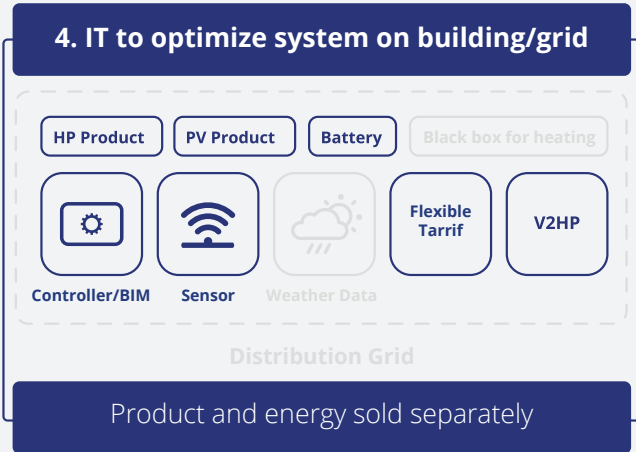 4. IT to optimize system on building/grid
HP Product
PV Product
Battery
Black box for heating
Flexible
Tarrif
V2HP
Controller/BIM
Sensor
Weather Data
Distribution Grid
Product and energy sold separately